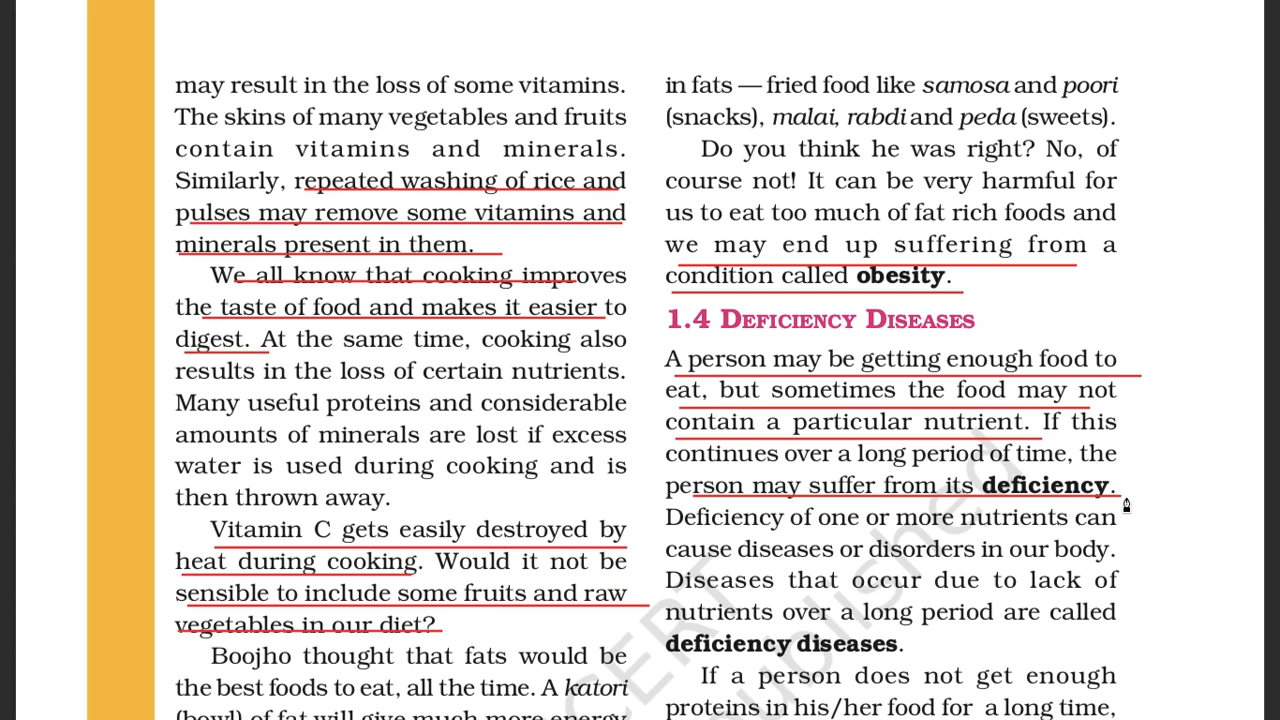 may result in the loss of some vitamins.
The skins of many vegetables and fruits
contain vitamins and minerals.
Similarly, repeated washing of rice and
pulses may remove some vitamins and
minerals present in them.
We all know that cooking improves
the taste of food and makes it easier to
digest. At the same time, cooking also
results in the loss of certain nutrients.
Many useful proteins and considerable
amounts of minerals are lost if excess
water is used during cooking and is
then thrown away.
Vitamin C gets easily destroyed by
heat during cooking. Would it not be
sensible to include some fruits and raw
vegetables in our diet?
Boojho thought that fats would be
the best foods to eat, all the time. A katori
(bowl) of fat will give much more energy
in fats — fried food like samosa and poori
(snacks), malai, rabdi and peda (sweets).
Do you think he was right? No, of
course not! It can be very harmful for
us to eat too much of fat rich foods and
we may end up suffering from a
condition called obesity.
1.4 DEFICIENCY DISEASES
A person may be getting enough food to
eat, but sometimes the food may not
contain a particular nutrient. If this
continues over a long period of time, the
person may suffer from its deficiency.
Deficiency of one or more nutrients can
cause diseases or disorders in our body.
Diseases that occur due to lack of
nutrients over a long period are called
deficiency diseases.
If a person does not get enough
proteins in his/her food for a long time,